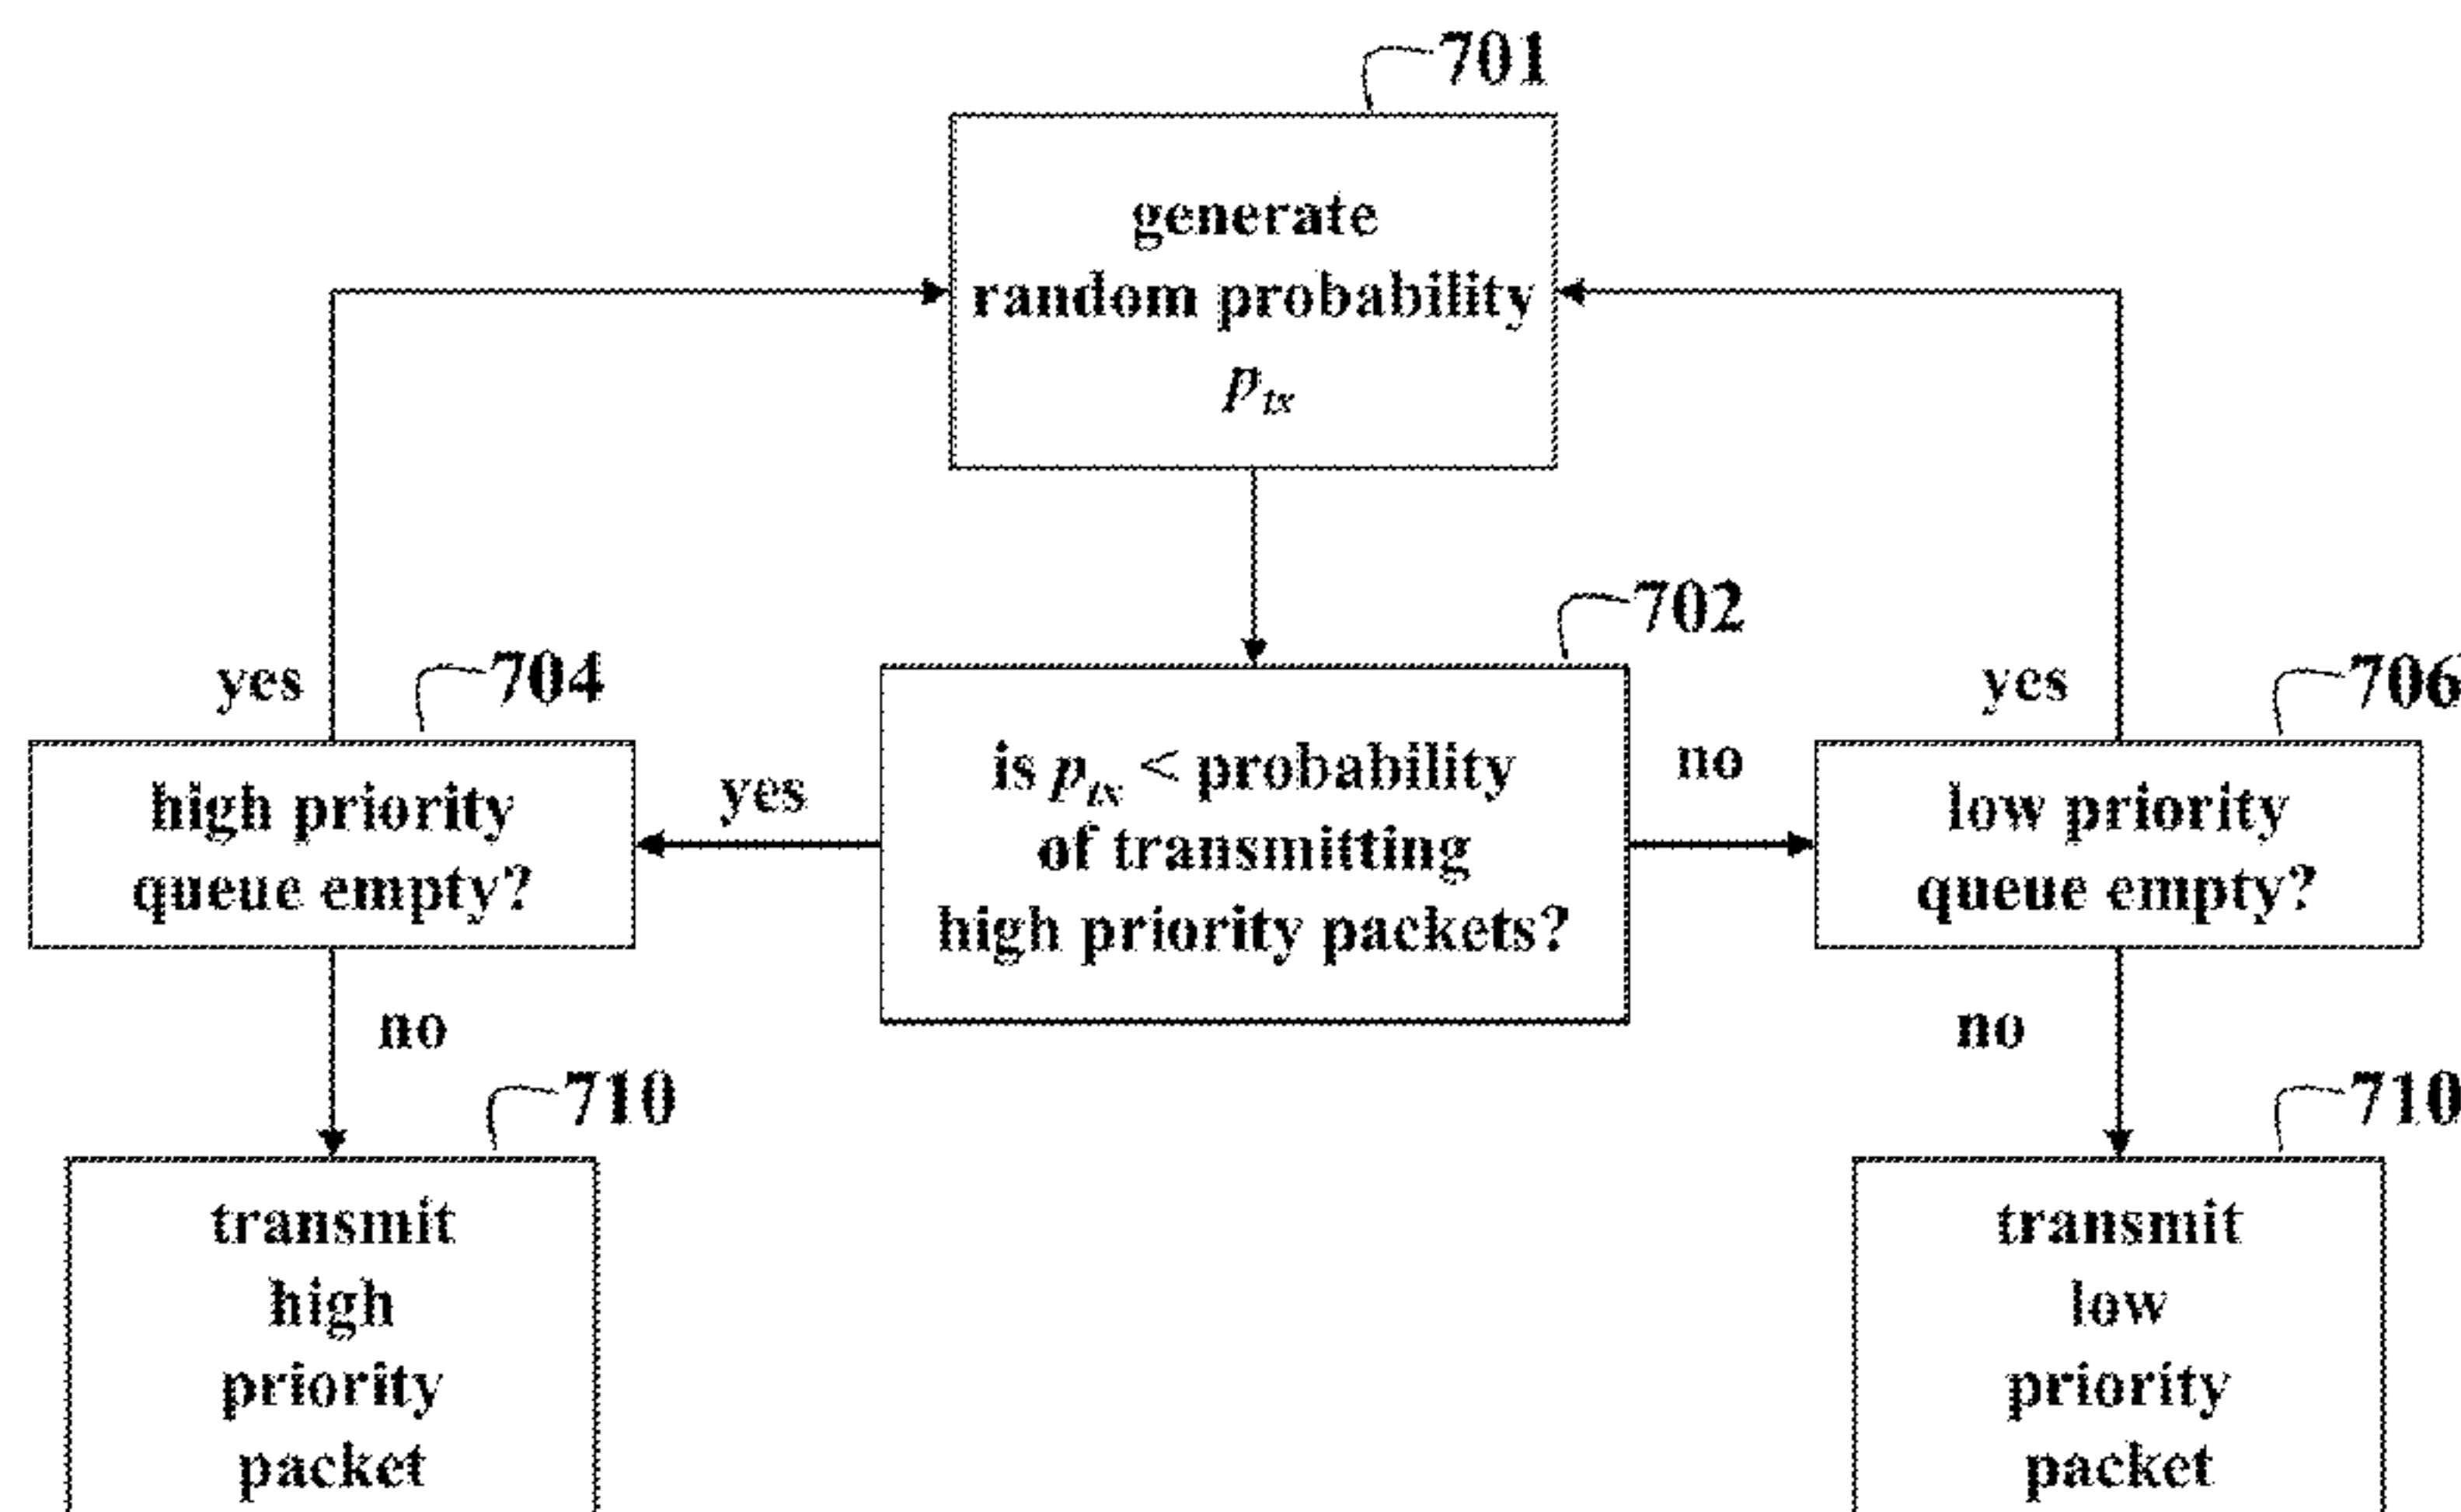 701
generate
random probability
p_tx
702
yes
704
706
yes
is p_tx < probability
of transmitting
high priority packets?
no
yes
high priority
queue empty?
low priority
queue empty?
no
no
710
710
transmit
high
priority
packet
transmit
low
priority
packet